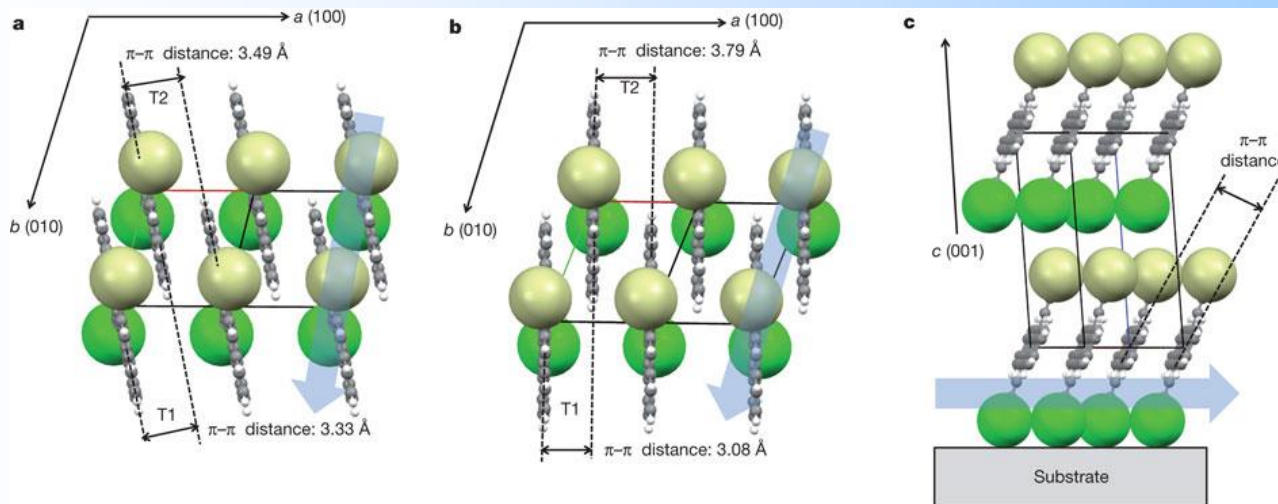 a
a (100)
π–π distance: 3.49 Å
T2
b (010)
T1
π–π distance: 3.33 Å
b
a (100)
π–π distance: 3.79 Å
T2
b (010)
T1
π–π distance: 3.08 Å
c
π–π
distance
c (001)
Substrate